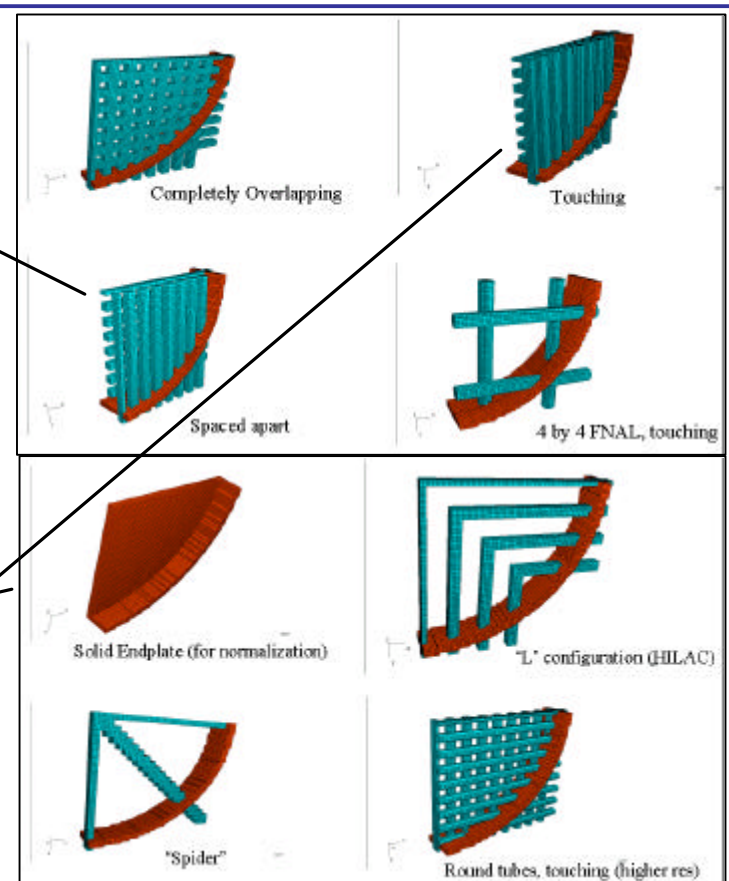 Completely Overlapping
Touching
Spaced apart
4 by 4 FNAL, touching
Solid Endplate (for normalization)
"L" configuration (HILAC)
"Spider"
Round tubes, touching (higher res)